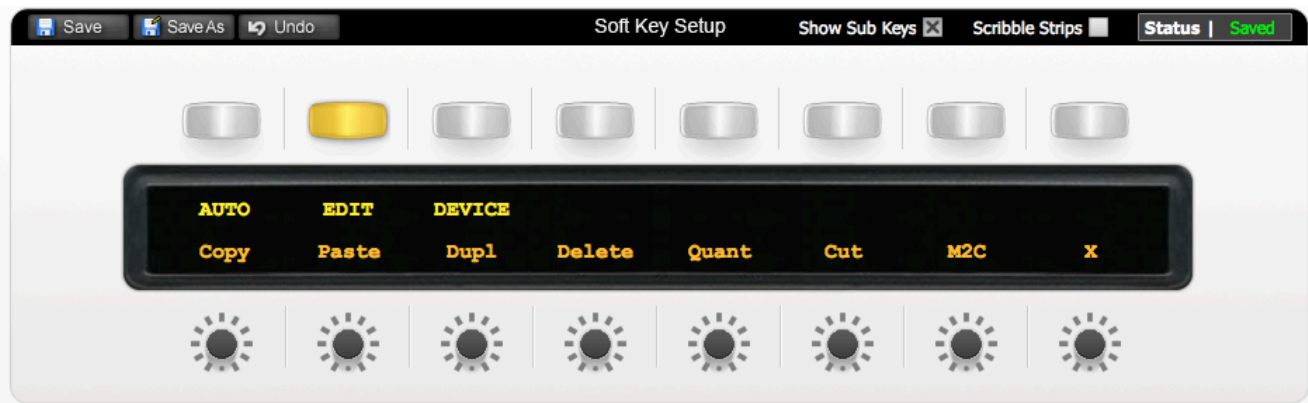 Save Save As Undo Soft Key Setup Show Sub Keys Scribble Strips Status | Saved
AUTO EDIT DEVICE
Copy Paste Dupl Delete Quant Cut M2C X